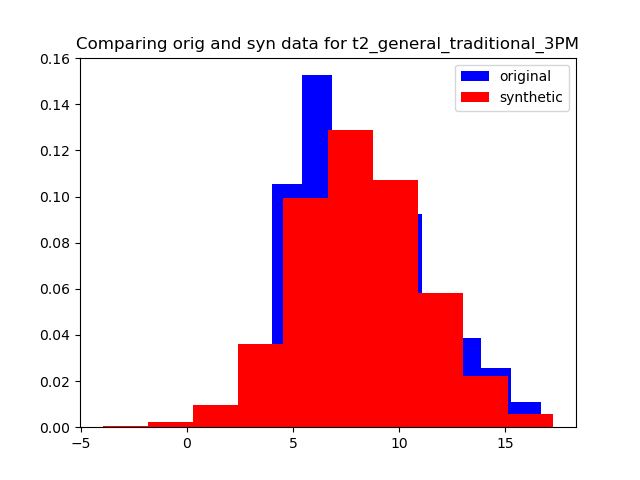 Comparing orig and syn data for t2_general_traditional_3PM
original
synthetic
0.16
0.14
0.12
0.10
0.08
0.06
0.04
0.02
0.00
−5 0 5 10 15